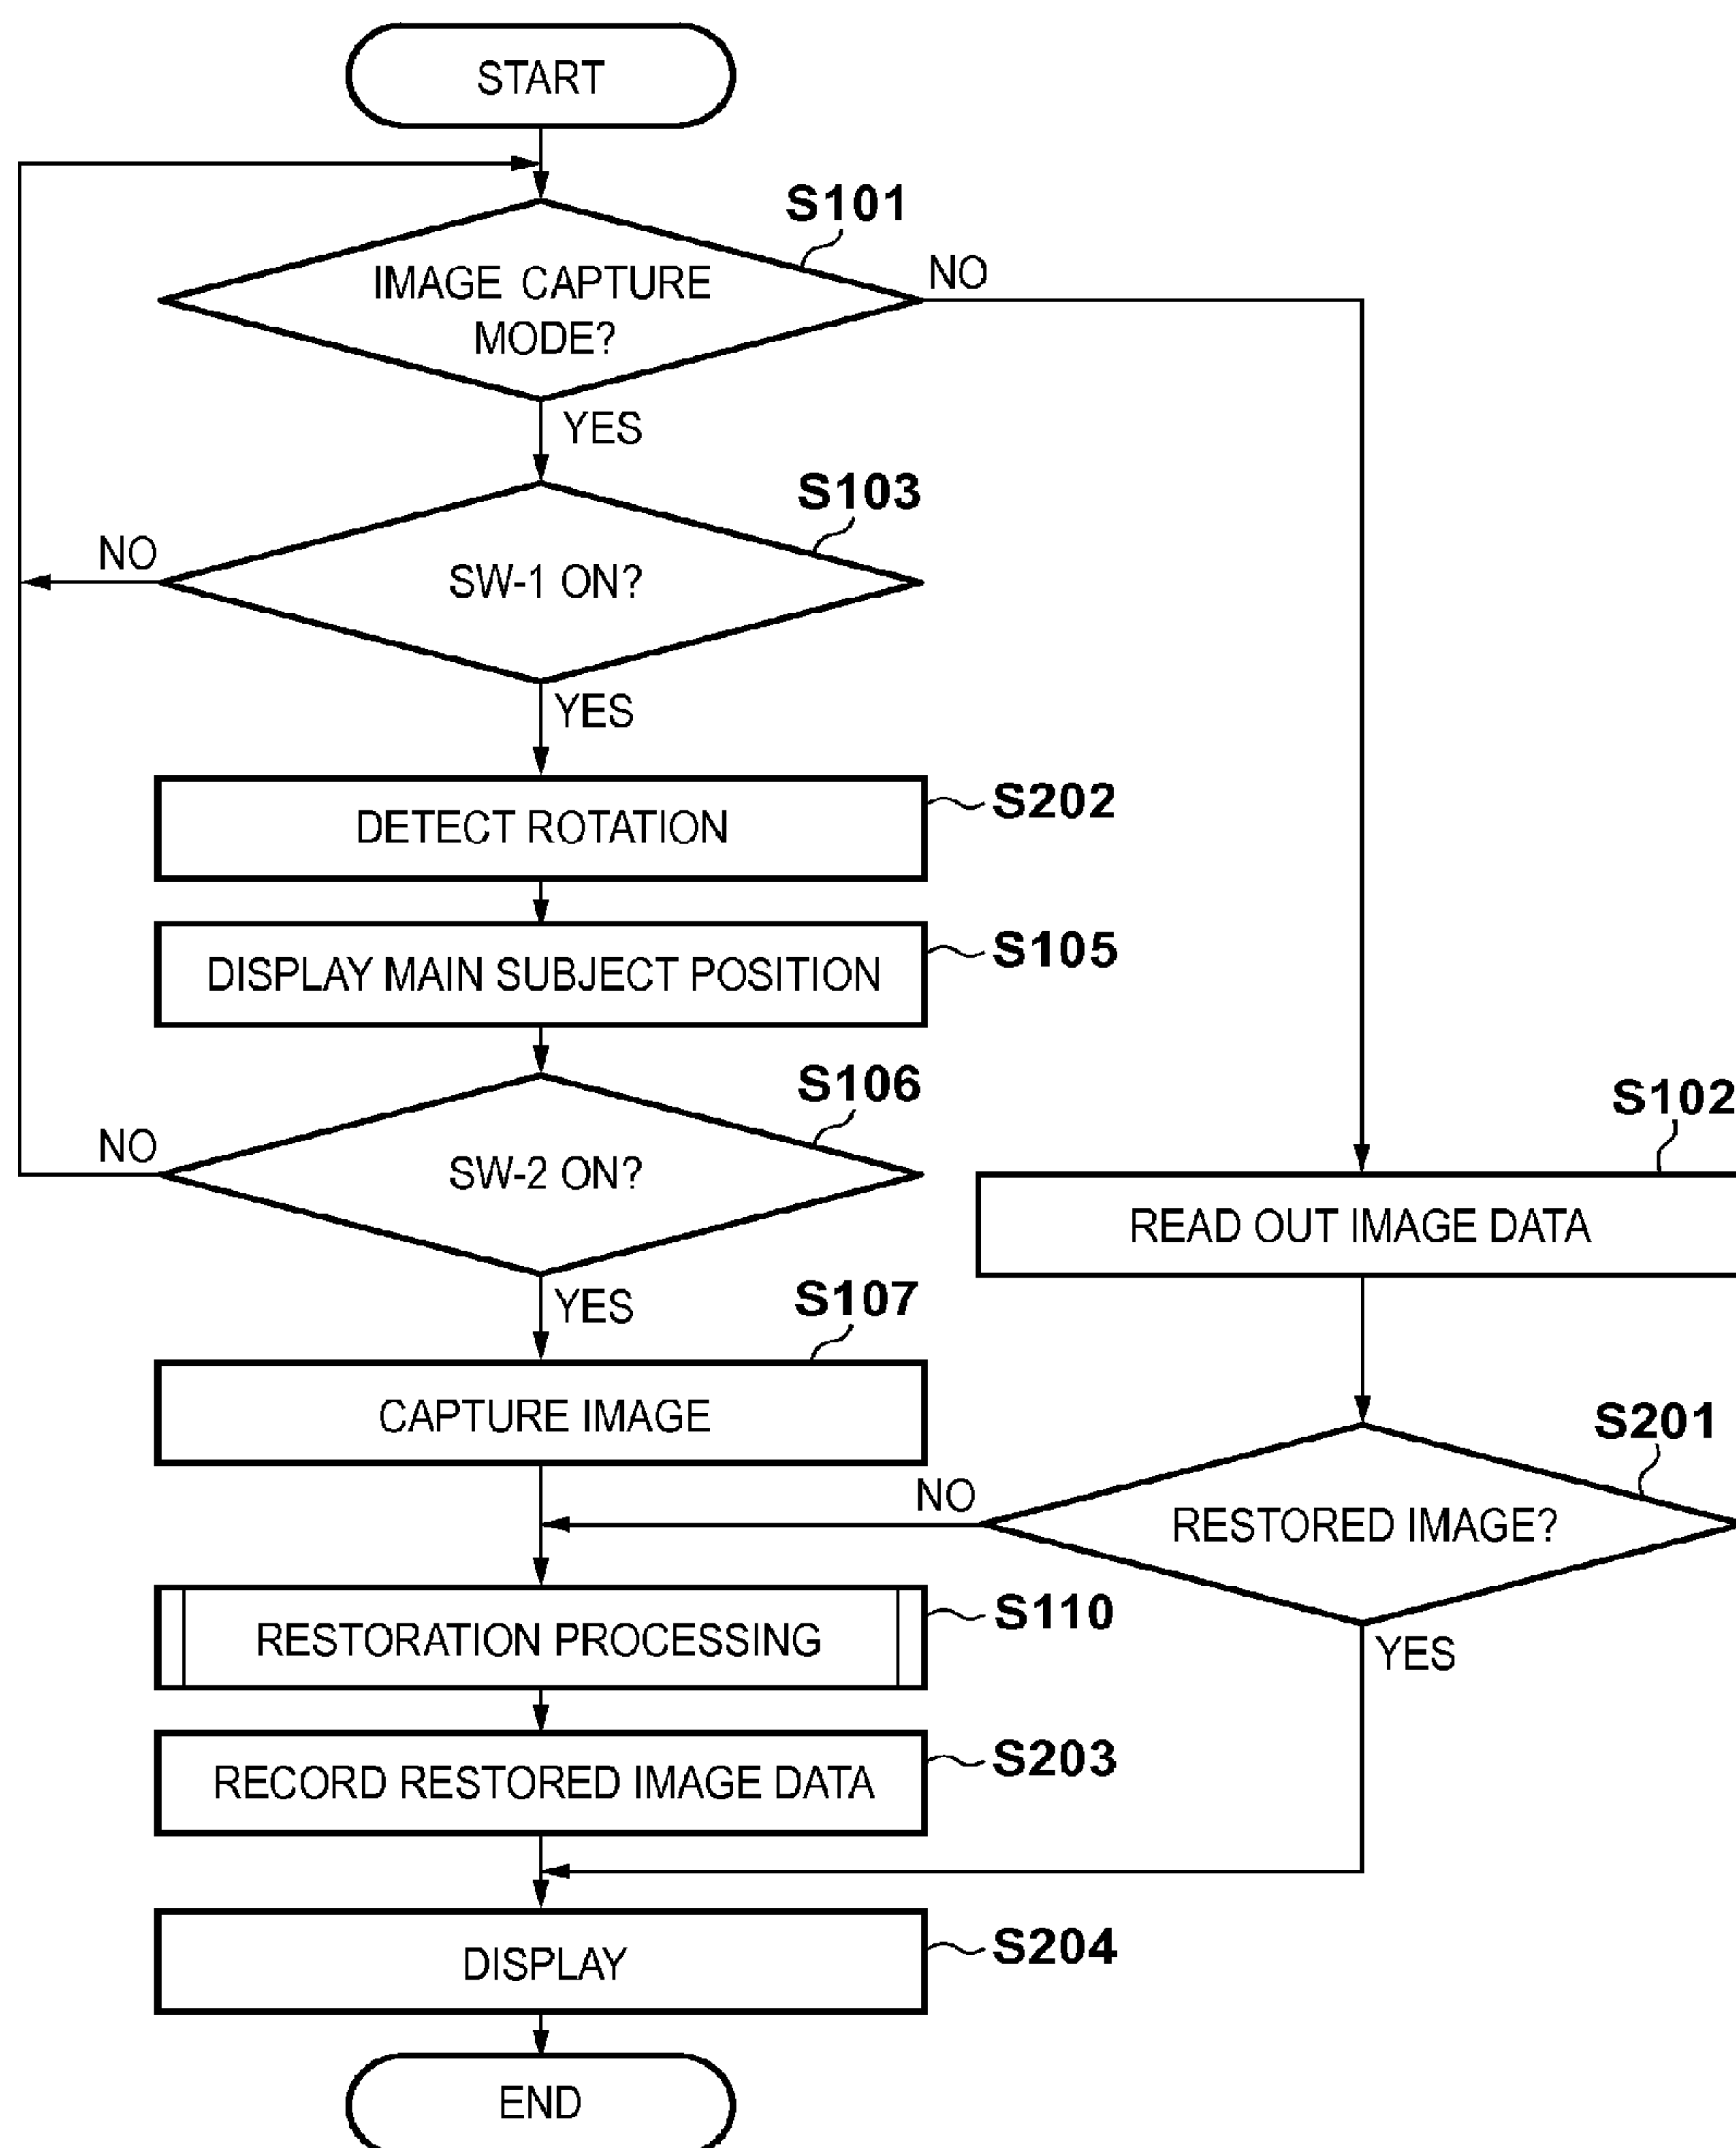 START
S101
IMAGE CAPTURE
MODE?
NO
YES
S103
NO
SW-1 ON?
YES
DETECT ROTATION
S202
DISPLAY MAIN SUBJECT POSITION
S105
S106
NO
SW-2 ON?
YES
S102
READ OUT IMAGE DATA
S107
CAPTURE IMAGE
S201
NO
RESTORED IMAGE?
YES
RESTORATION PROCESSING
S110
RECORD RESTORED IMAGE DATA
S203
DISPLAY
S204
END